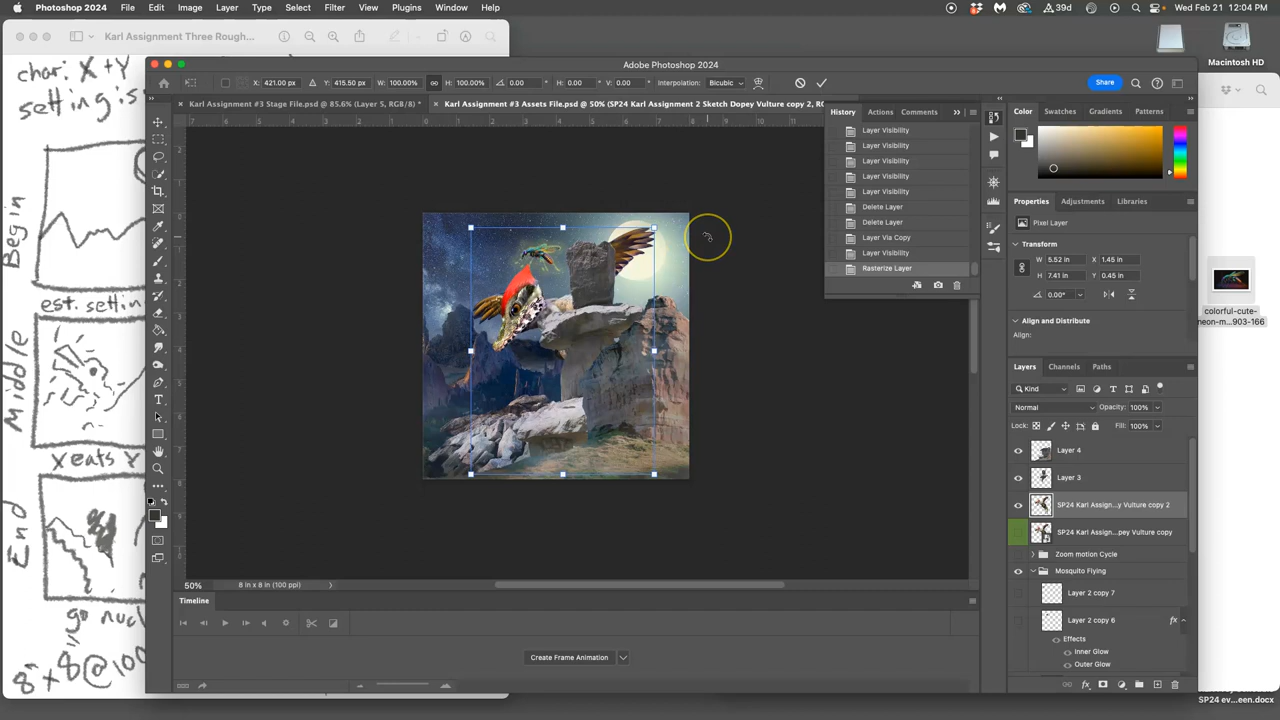 Photoshop 2024 File Edit Image Layer Type Select Filter View Plugins Window Help
39d Wed Feb 21 12:04 PM
Karl Assignment Three Rough...
Adobe Photoshop 2024
X: 421.00 px Y: 415.50 px W: 100.00% H: 100.00% 0.00 ° H: 0.00 ° V: 0.00 ° Interpolation: Bicubic
Share
Karl Assignment #3 Stage File.psd @ 85.6% (Layer 5, RGB/8) *
Karl Assignment #3 Assets File.psd @ 50% (SP24 Karl Assignment 2 Sketch Dopey Vulture copy 2, RG
char: X + Y
setting is
Begin
est. settin
Middle
X eats Y
End
go nucl
8" x 8" @ 100
History Actions Comments
Layer Visibility
Layer Visibility
Layer Visibility
Layer Visibility
Layer Visibility
Delete Layer
Delete Layer
Layer Via Copy
Layer Visibility
Rasterize Layer
Color Swatches Gradients Patterns
Properties Adjustments Libraries
Pixel Layer
Transform
W: 5.52 in X: 1.45 in
H: 7.41 in Y: 0.45 in
0.00°
Align and Distribute
Align:
Layers Channels Paths
Kind
Normal Opacity: 100%
Lock: Fill: 100%
Layer 4
Layer 3
SP24 Karl Assign...y Vulture copy 2
SP24 Karl Assign...pey Vulture copy
Zoom motion Cycle
Mosquito Flying
Layer 2 copy 7
Layer 2 copy 6 fx
Effects
Inner Glow
Outer Glow
50% 8 in x 8 in (100 ppi)
Timeline
Create Frame Animation
Macintosh HD
colorful-cute-
neon-m...903-166
SP24 ev...een.docx